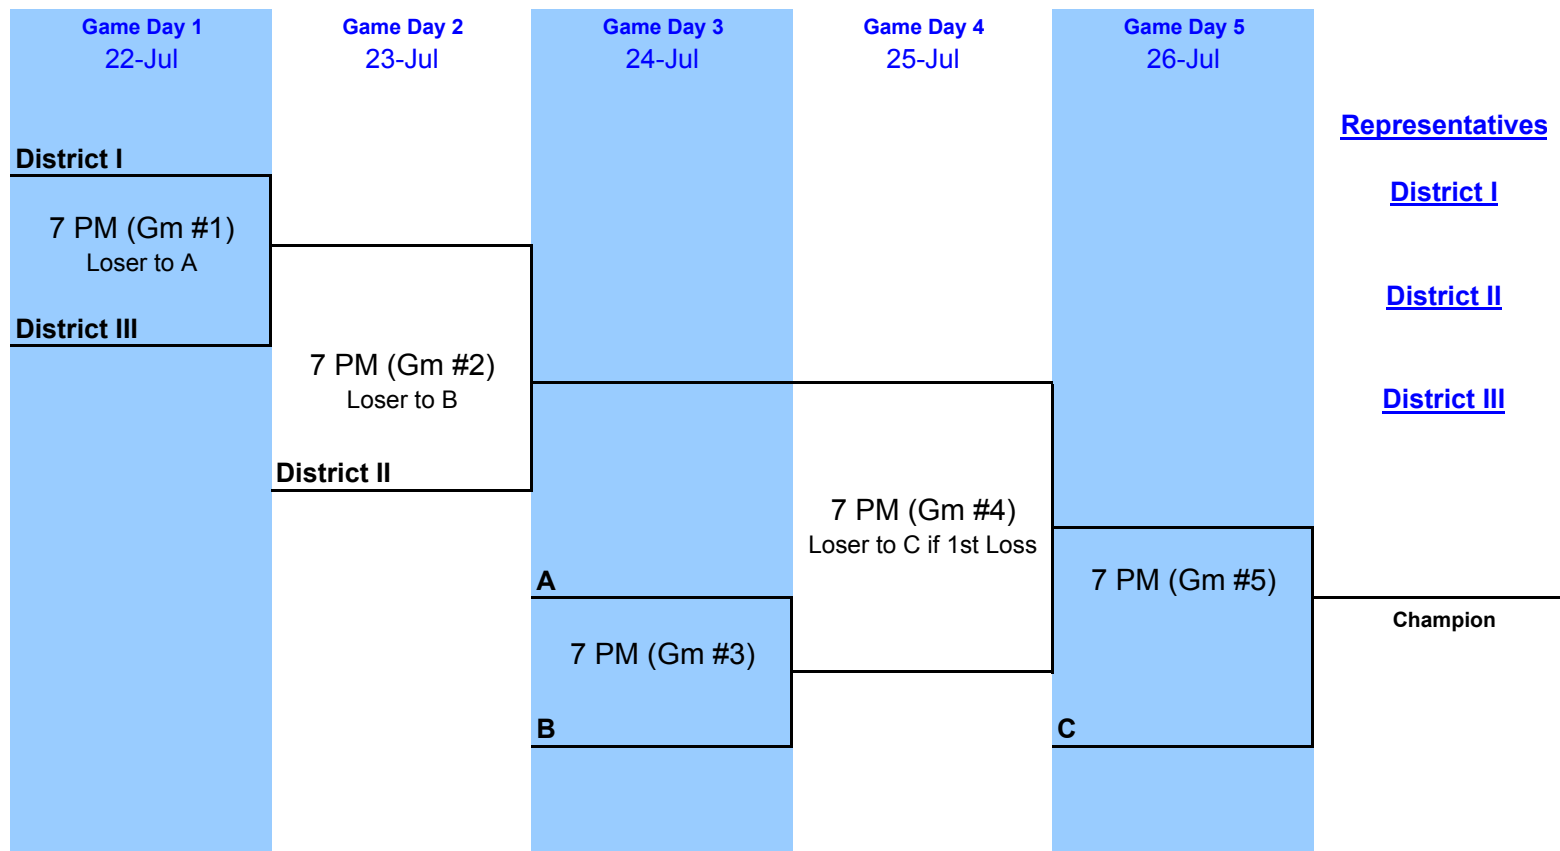 Game Day 1
22-Jul
Game Day 2
23-Jul
Game Day 3
24-Jul
Game Day 4
25-Jul
Game Day 5
26-Jul
Representatives
District I
District II
District III
District I
7 PM (Gm #1)
Loser to A
District III
7 PM (Gm #2)
Loser to B
District II
A
7 PM (Gm #3)
B
7 PM (Gm #4)
Loser to C if 1st Loss
7 PM (Gm #5)
C
Champion